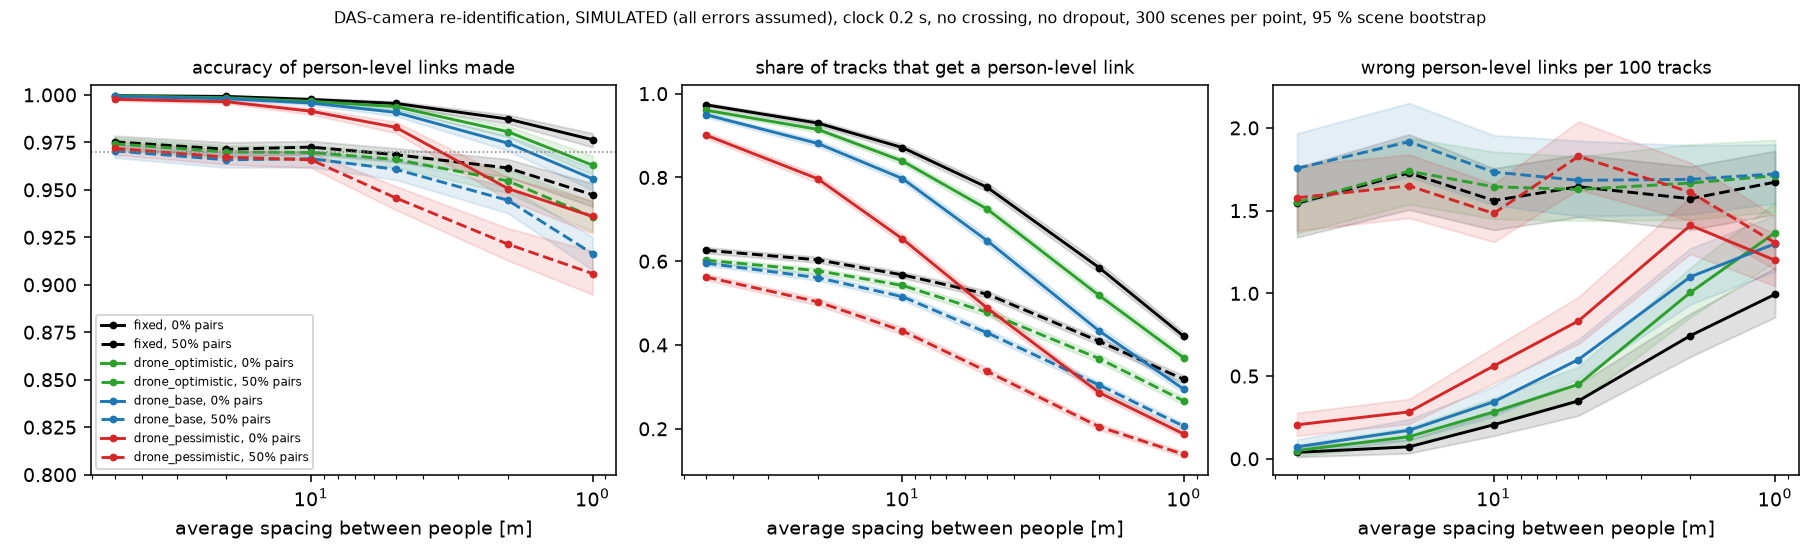 DAS-camera re-identification, SIMULATED (all errors assumed), clock 0.2 s, no crossing, no dropout, 300 scenes per point, 95 % scene bootstrap
accuracy of person-level links made
1.000
0.975
0.950
0.925
0.900
0.875
0.850
0.825
0.800
fixed, 0% pairs
fixed, 50% pairs
drone_optimistic, 0% pairs
drone_optimistic, 50% pairs
drone_base, 0% pairs
drone_base, 50% pairs
drone_pessimistic, 0% pairs
drone_pessimistic, 50% pairs
10¹ 10⁰
average spacing between people [m]
share of tracks that get a person-level link
1.0
0.8
0.6
0.4
0.2
10¹ 10⁰
average spacing between people [m]
wrong person-level links per 100 tracks
2.0
1.5
1.0
0.5
0.0
10¹ 10⁰
average spacing between people [m]